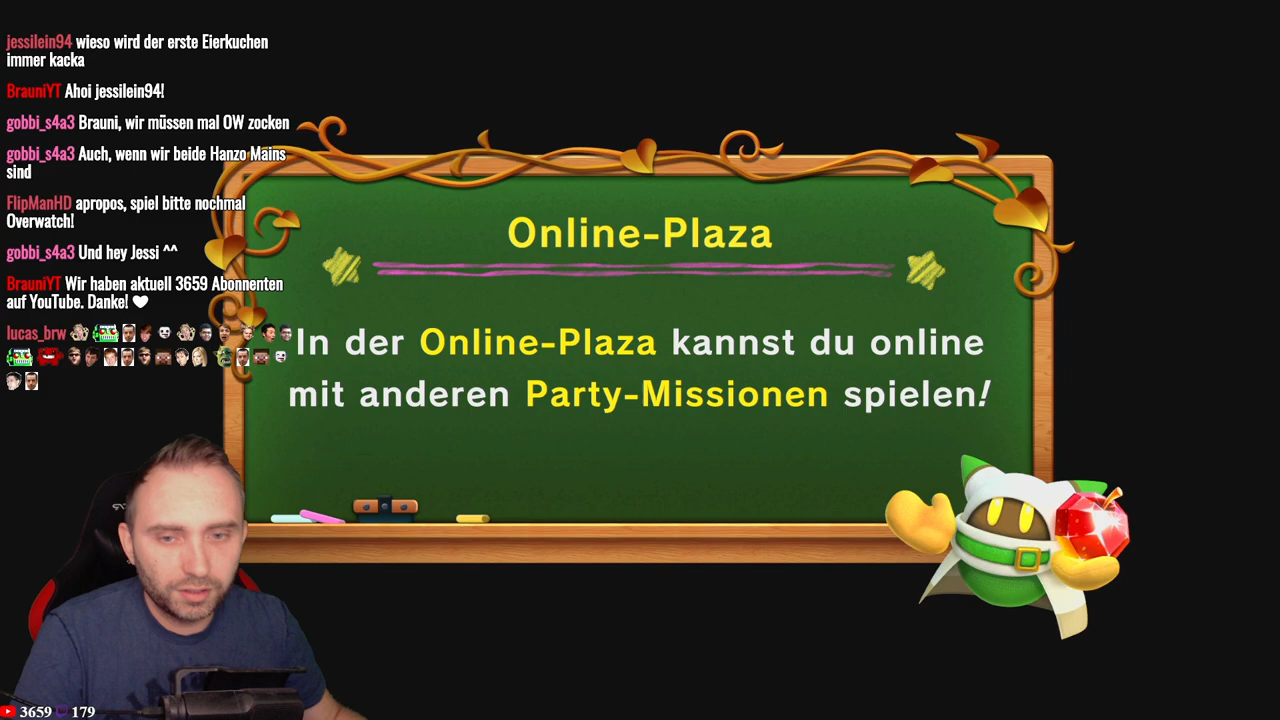 jessilein94 wieso wird der erste Eierkuchen
immer kacka
BrauniYT Ahoi jessilein94!
gobbi_s4a3 Brauni, wir müssen mal OW zocken
gobbi_s4a3 Auch, wenn wir beide Hanzo Mains
sind
FlipManHD apropos, spiel bitte nochmal
Overwatch!
gobbi_s4a3 Und hey Jessi ^^
BrauniYT Wir haben aktuell 3659 Abonnenten
auf YouTube. Danke! ❤
lucas_brw
Online-Plaza
In der Online-Plaza kannst du online
mit anderen Party-Missionen spielen!
3659 179